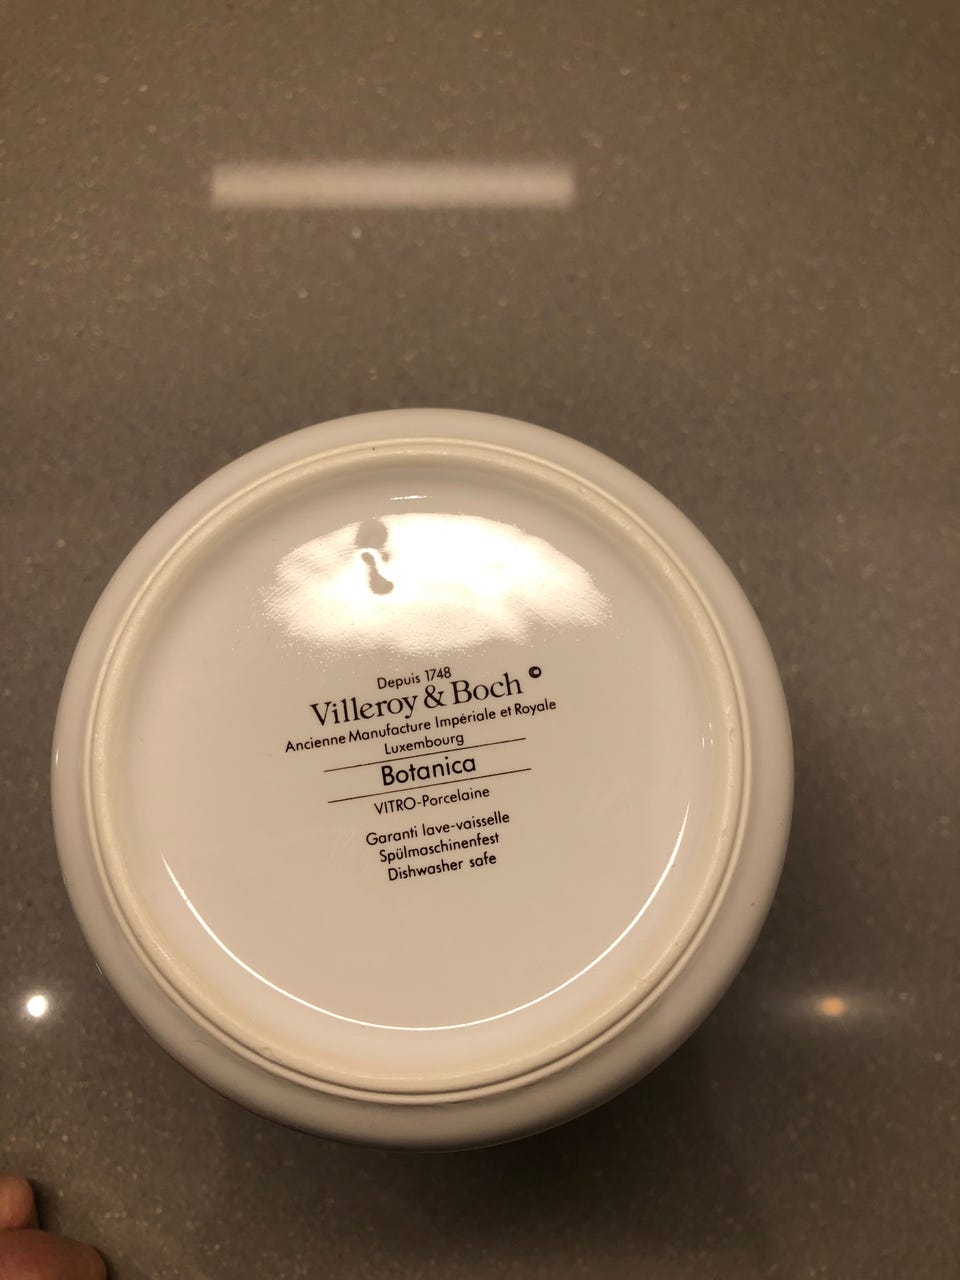 Depuis 1748
Villeroy & Boch ©
Ancienne Manufacture Impériale et Royale
Luxembourg
Botanica
VITRO-Porcelaine
Garanti lave-vaisselle
Spülmaschinenfest
Dishwasher safe